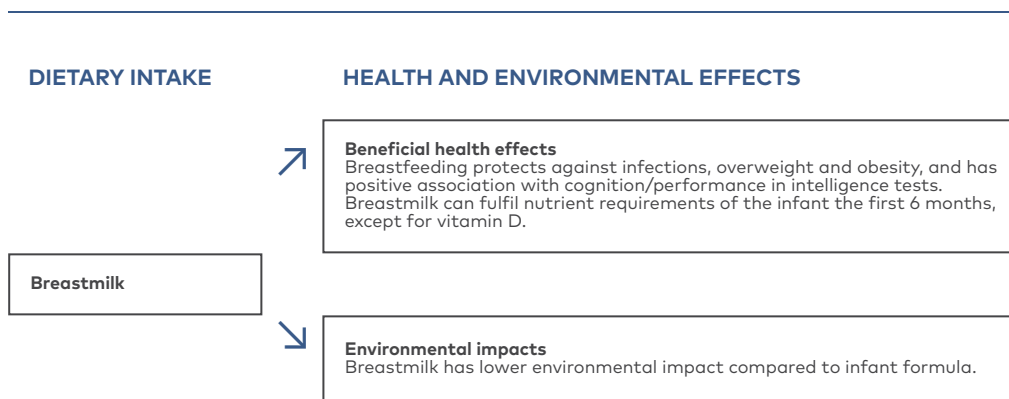 DIETARY INTAKE
HEALTH AND ENVIRONMENTAL EFFECTS
Beneficial health effects
Breastfeeding protects against infections, overweight and obesity, and has
positive association with cognition/performance in intelligence tests.
Breastmilk can fulfil nutrient requirements of the infant the first 6 months,
except for vitamin D.
Breastmilk
Environmental impacts
Breastmilk has lower environmental impact compared to infant formula.